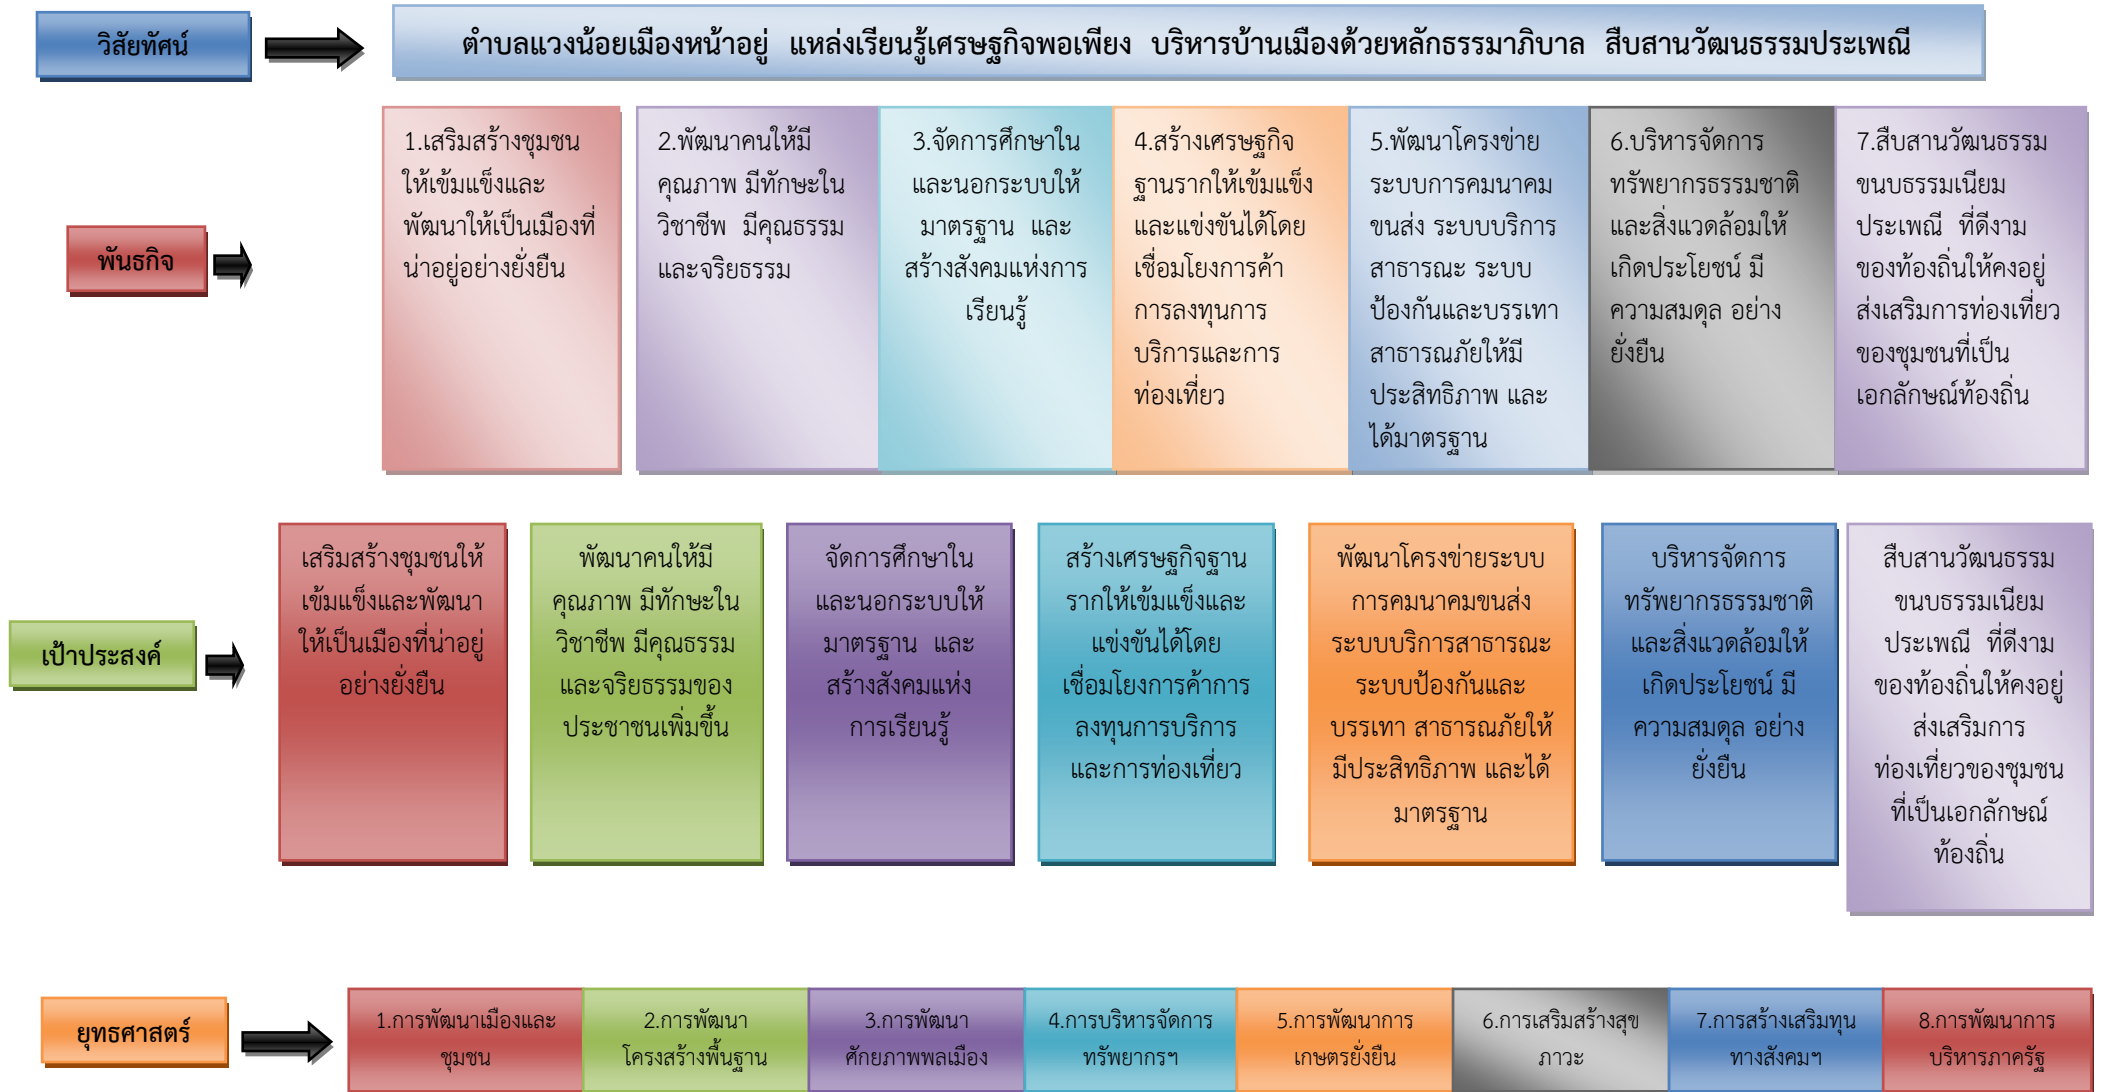 วิสัยทัศน์
ตำบลแวงน้อยเมืองหน้าอยู่ แหล่งเรียนรู้เศรษฐกิจพอเพียง บริหารบ้านเมืองด้วยหลักธรรมาภิบาล สืบสานวัฒนธรรมประเพณี
พันธกิจ
1.เสริมสร้างชุมชน
ให้เข้มแข็งและ
พัฒนาให้เป็นเมืองที่
น่าอยู่อย่างยั่งยืน
2.พัฒนาคนให้มี
คุณภาพ มีทักษะใน
วิชาชีพ มีคุณธรรม
และจริยธรรม
3.จัดการศึกษาใน
และนอกระบบให้
มาตรฐาน และ
สร้างสังคมแห่งการ
เรียนรู้
4.สร้างเศรษฐกิจ
ฐานรากให้เข้มแข็ง
และแข่งขันได้โดย
เชื่อมโยงการค้า
การลงทุนการ
บริการและการ
ท่องเที่ยว
5.พัฒนาโครงข่าย
ระบบการคมนาคม
ขนส่ง ระบบบริการ
สาธารณะ ระบบ
ป้องกันและบรรเทา
สาธารณภัยให้มี
ประสิทธิภาพ และ
ได้มาตรฐาน
6.บริหารจัดการ
ทรัพยากรธรรมชาติ
และสิ่งแวดล้อมให้
เกิดประโยชน์ มี
ความสมดุล อย่าง
ยั่งยืน
7.สืบสานวัฒนธรรม
ขนบธรรมเนียม
ประเพณี ที่ดีงาม
ของท้องถิ่นให้คงอยู่
ส่งเสริมการท่องเที่ยว
ของชุมชนที่เป็น
เอกลักษณ์ท้องถิ่น
เป้าประสงค์
เสริมสร้างชุมชนให้
เข้มแข็งและพัฒนา
ให้เป็นเมืองที่น่าอยู่
อย่างยั่งยืน
พัฒนาคนให้มี
คุณภาพ มีทักษะใน
วิชาชีพ มีคุณธรรม
และจริยธรรมของ
ประชาชนเพิ่มขึ้น
จัดการศึกษาใน
และนอกระบบให้
มาตรฐาน และ
สร้างสังคมแห่ง
การเรียนรู้
สร้างเศรษฐกิจฐาน
รากให้เข้มแข็งและ
แข่งขันได้โดย
เชื่อมโยงการค้าการ
ลงทุนการบริการ
และการท่องเที่ยว
พัฒนาโครงข่ายระบบ
การคมนาคมขนส่ง
ระบบบริการสาธารณะ
ระบบป้องกันและ
บรรเทา สาธารณภัยให้
มีประสิทธิภาพ และได้
มาตรฐาน
บริหารจัดการ
ทรัพยากรธรรมชาติ
และสิ่งแวดล้อมให้
เกิดประโยชน์ มี
ความสมดุล อย่าง
ยั่งยืน
สืบสานวัฒนธรรม
ขนบธรรมเนียม
ประเพณี ที่ดีงาม
ของท้องถิ่นให้คงอยู่
ส่งเสริมการ
ท่องเที่ยวของชุมชน
ที่เป็นเอกลักษณ์
ท้องถิ่น
ยุทธศาสตร์
1.การพัฒนาเมืองและ
ชุมชน
2.การพัฒนา
โครงสร้างพื้นฐาน
3.การพัฒนา
ศักยภาพพลเมือง
4.การบริหารจัดการ
ทรัพยากรฯ
5.การพัฒนาการ
เกษตรยั่งยืน
6.การเสริมสร้างสุข
ภาวะ
7.การสร้างเสริมทุน
ทางสังคมฯ
8.การพัฒนาการ
บริหารภาครัฐ